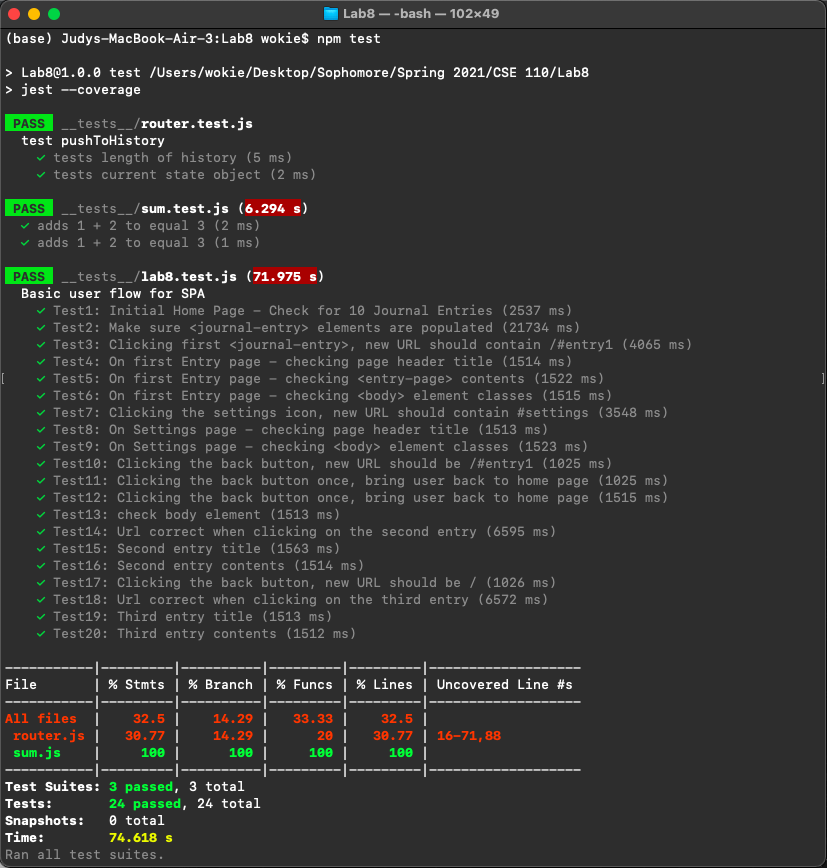 Lab8 — -bash — 102×49
(base) Judys-MacBook-Air-3:Lab8 wokie$ npm test
> Lab8@1.0.0 test /Users/wokie/Desktop/Sophomore/Spring 2021/CSE 110/Lab8
> jest --coverage
PASS __tests__/router.test.js
test pushToHistory
✓ tests length of history (5 ms)
✓ tests current state object (2 ms)
PASS __tests__/sum.test.js (6.294 s)
✓ adds 1 + 2 to equal 3 (2 ms)
✓ adds 1 + 2 to equal 3 (1 ms)
PASS __tests__/lab8.test.js (71.975 s)
Basic user flow for SPA
✓ Test1: Initial Home Page - Check for 10 Journal Entries (2537 ms)
✓ Test2: Make sure <journal-entry> elements are populated (21734 ms)
✓ Test3: Clicking first <journal-entry>, new URL should contain /#entry1 (4065 ms)
✓ Test4: On first Entry page - checking page header title (1514 ms)
✓ Test5: On first Entry page - checking <entry-page> contents (1522 ms)
✓ Test6: On first Entry page - checking <body> element classes (1515 ms)
✓ Test7: Clicking the settings icon, new URL should contain #settings (3548 ms)
✓ Test8: On Settings page - checking page header title (1513 ms)
✓ Test9: On Settings page - checking <body> element classes (1523 ms)
✓ Test10: Clicking the back button, new URL should be /#entry1 (1025 ms)
✓ Test11: Clicking the back button once, bring user back to home page (1025 ms)
✓ Test12: Clicking the back button once, bring user back to home page (1515 ms)
✓ Test13: check body element (1513 ms)
✓ Test14: Url correct when clicking on the second entry (6595 ms)
✓ Test15: Second entry title (1563 ms)
✓ Test16: Second entry contents (1514 ms)
✓ Test17: Clicking the back button, new URL should be / (1026 ms)
✓ Test18: Url correct when clicking on the third entry (6572 ms)
✓ Test19: Third entry title (1513 ms)
✓ Test20: Third entry contents (1512 ms)
-----------|---------|----------|---------|---------|-------------------
File | % Stmts | % Branch | % Funcs | % Lines | Uncovered Line #s
-----------|---------|----------|---------|---------|-------------------
All files | 32.5 | 14.29 | 33.33 | 32.5 |
router.js | 30.77 | 14.29 | 20 | 30.77 | 16-71,88
sum.js | 100 | 100 | 100 | 100 |
-----------|---------|----------|---------|---------|-------------------
Test Suites: 3 passed, 3 total
Tests: 24 passed, 24 total
Snapshots: 0 total
Time: 74.618 s
Ran all test suites.